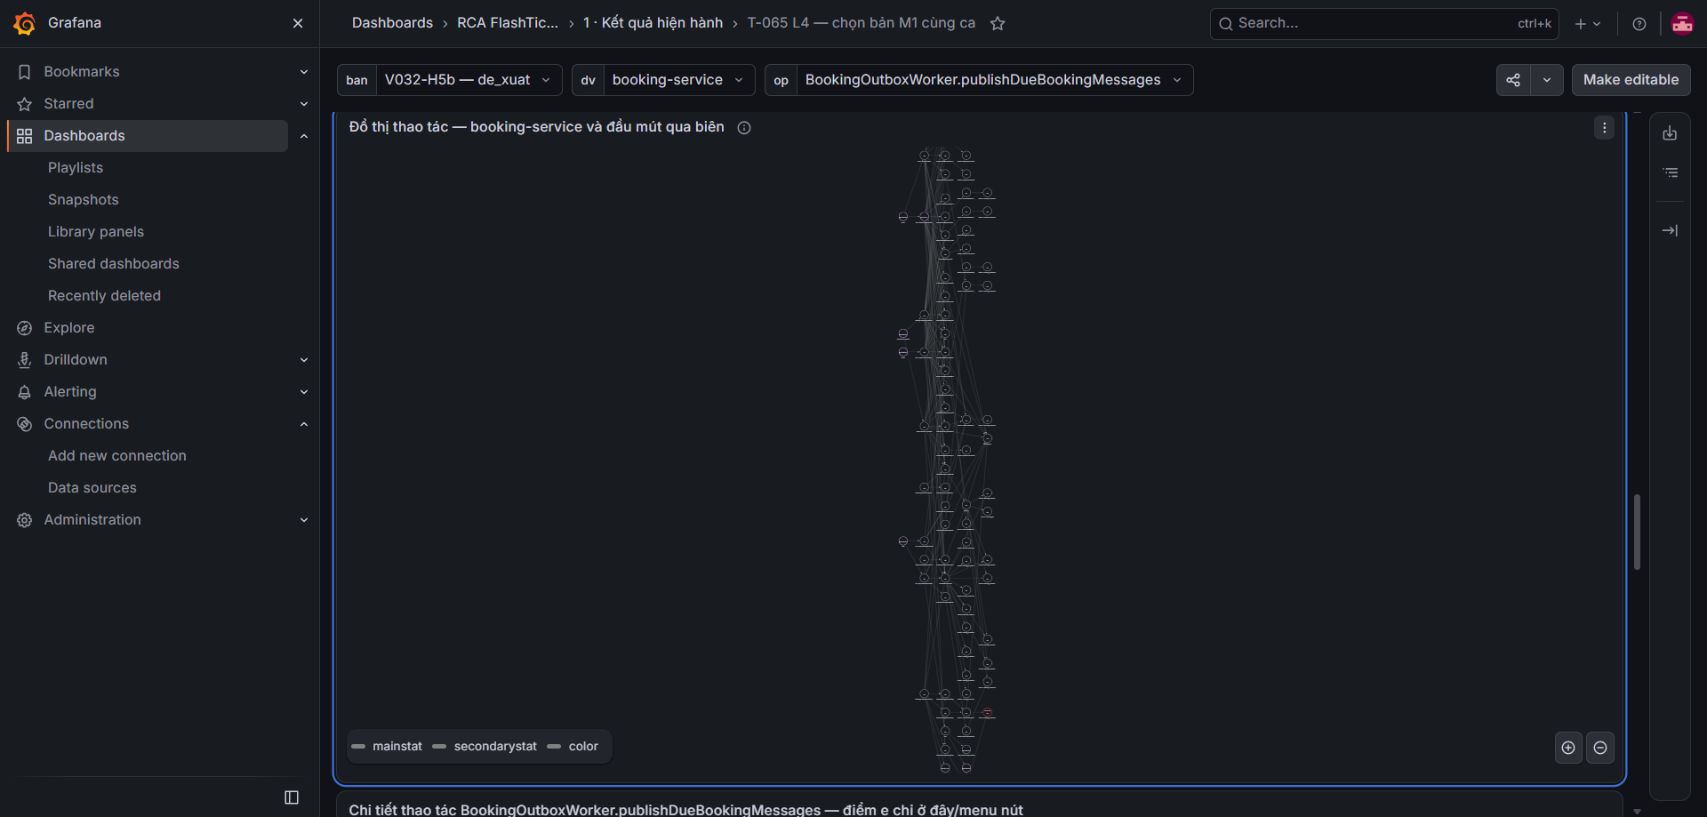 Grafana
Dashboards › RCA FlashTic... › 1 · Kết quả hiện hành › T-065 L4 — chọn bản M1 cùng ca
Search... ctrl+k
Bookmarks
Starred
Dashboards
Playlists
Snapshots
Library panels
Shared dashboards
Recently deleted
Explore
Drilldown
Alerting
Connections
Add new connection
Data sources
Administration
ban V032-H5b — de_xuat dv booking-service op BookingOutboxWorker.publishDueBookingMessages
Make editable
Đồ thị thao tác — booking-service và đầu mút qua biên
mainstat secondarystat color
Chi tiết thao tác BookingOutboxWorker.publishDueBookingMessages — điểm e chỉ ở đây/menu nút